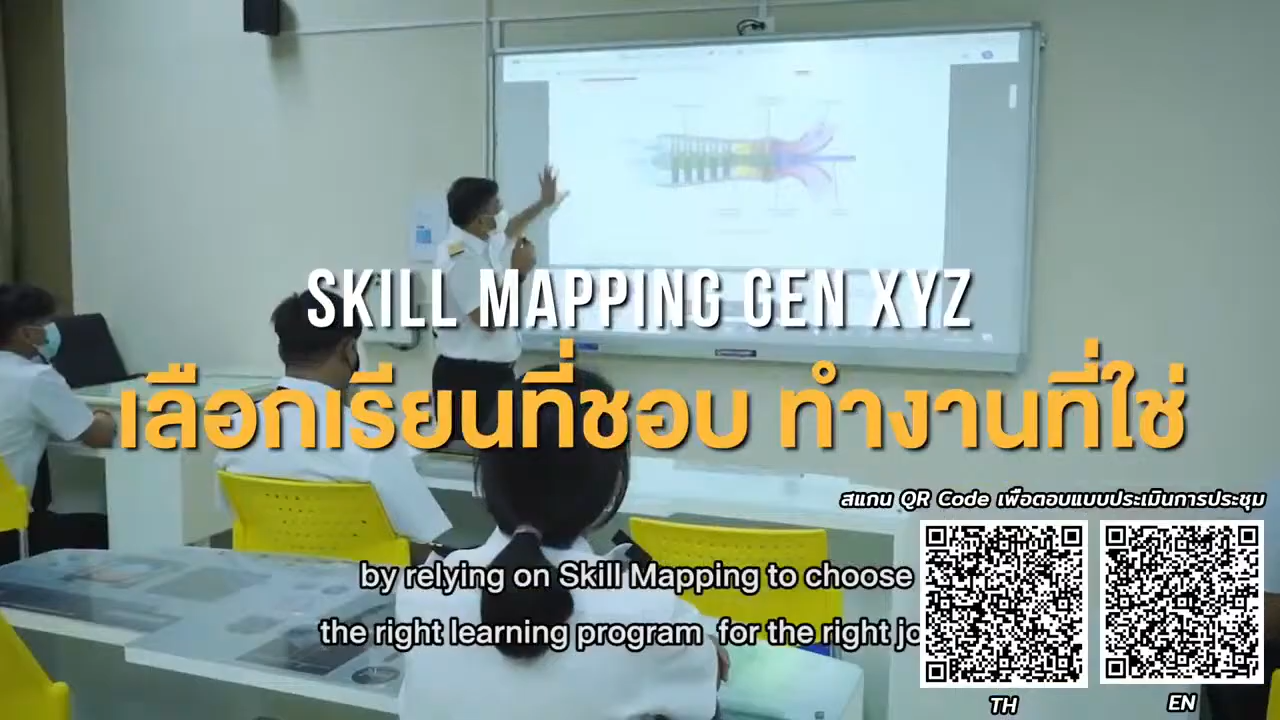 SKILL MAPPING GEN XYZ
เลือกเรียนที่ชอบ ทำงานที่ใช่
สแกน QR Code เพื่อตอบแบบประเมินการประชุม
by relying on Skill Mapping to choose
the right learning program for the right jo
TH
EN